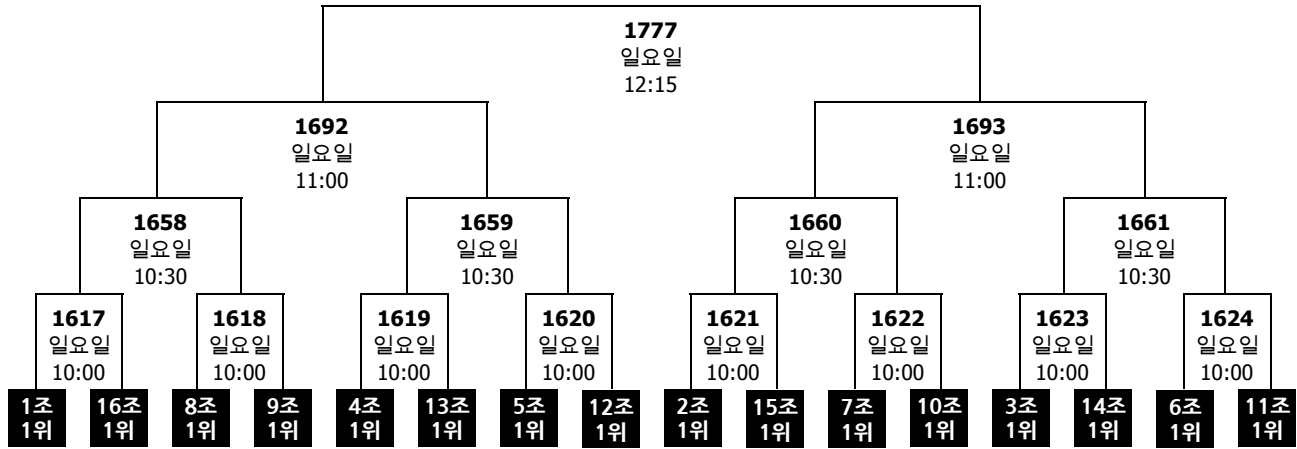 1777
일요일
12:15
1692
일요일
11:00
1693
일요일
11:00
1658
일요일
10:30
1659
일요일
10:30
1660
일요일
10:30
1661
일요일
10:30
1617
일요일
10:00
1618
일요일
10:00
1619
일요일
10:00
1620
일요일
10:00
1621
일요일
10:00
1622
일요일
10:00
1623
일요일
10:00
1624
일요일
10:00
1조
1위
16조
1위
8조
1위
9조
1위
4조
1위
13조
1위
5조
1위
12조
1위
2조
1위
15조
1위
7조
1위
10조
1위
3조
1위
14조
1위
6조
1위
11조
1위